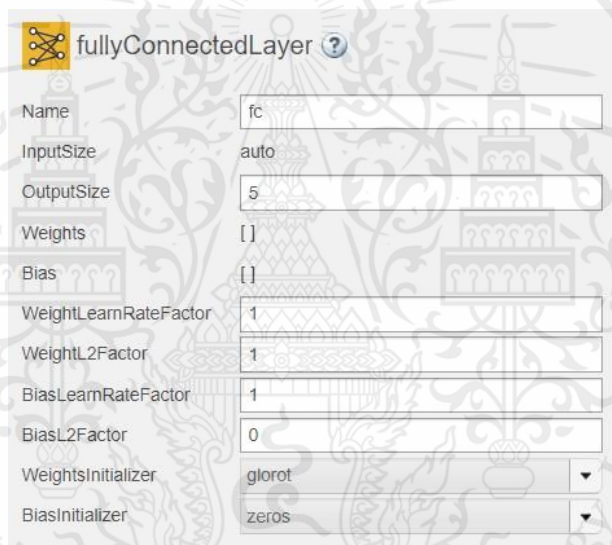 fullyConnectedLayer ?
Name fc
InputSize auto
OutputSize 5
Weights [ ]
Bias [ ]
WeightLearnRateFactor 1
WeightL2Factor 1
BiasLearnRateFactor 1
BiasL2Factor 0
WeightsInitializer glorot
BiasInitializer zeros